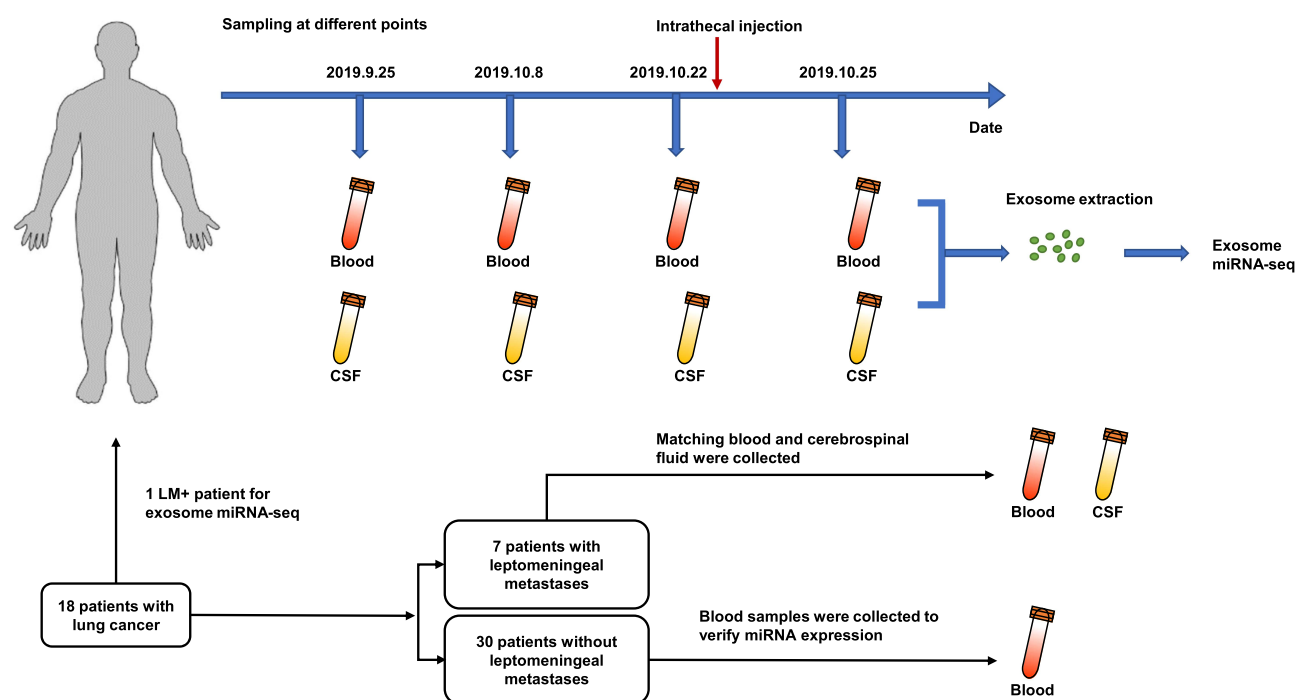 Sampling at different points
Intrathecal injection
2019.9.25
2019.10.8
2019.10.22
2019.10.25
Date
Blood
Blood
Blood
Blood
CSF
CSF
CSF
CSF
Exosome extraction
Exosome
miRNA-seq
1 LM+ patient for
exosome miRNA-seq
18 patients with
lung cancer
7 patients with
leptomeningeal
metastases
30 patients without
leptomeningeal
metastases
Matching blood and cerebrospinal
fluid were collected
Blood
CSF
Blood samples were collected to
verify miRNA expression
Blood